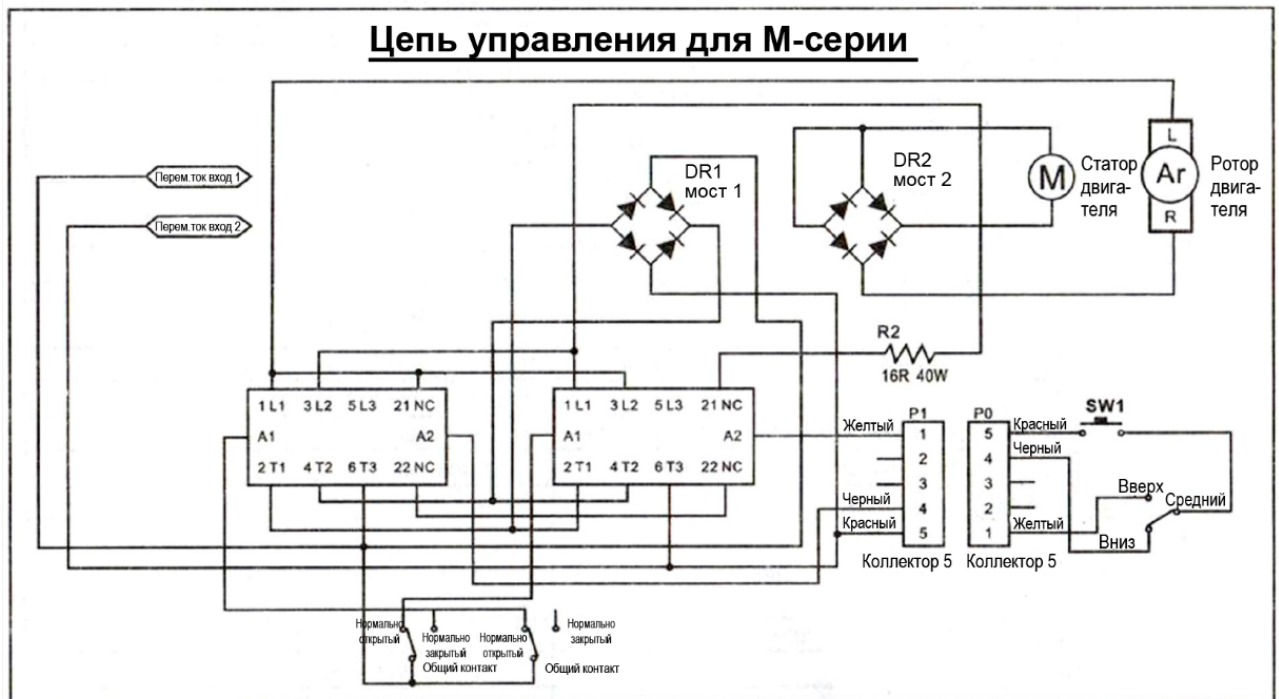 Цепь управления для М-серии
Перем.ток вход 1
Перем.ток вход 2
DR1
мост 1
DR2
мост 2
M
Статор
двига-
теля
L
Ar
R
Ротор
двига-
теля
R2
16R 40W
1 L1 3 L2 5 L3 21 NC
A1 A2
2 T1 4 T2 6 T3 22 NC
1 L1 3 L2 5 L3 21 NC
A1 A2
2 T1 4 T2 6 T3 22 NC
Желтый
Черный
Красный
P1
1
2
3
4
5
Коллектор 5
P0
5
4
3
2
1
Коллектор 5
Красный
Черный
Желтый
SW1
Вверх
Средний
Вниз
Нормально
открытый
Нормально
закрытый
Общий контакт
Нормально
открытый
Нормально
закрытый
Общий контакт